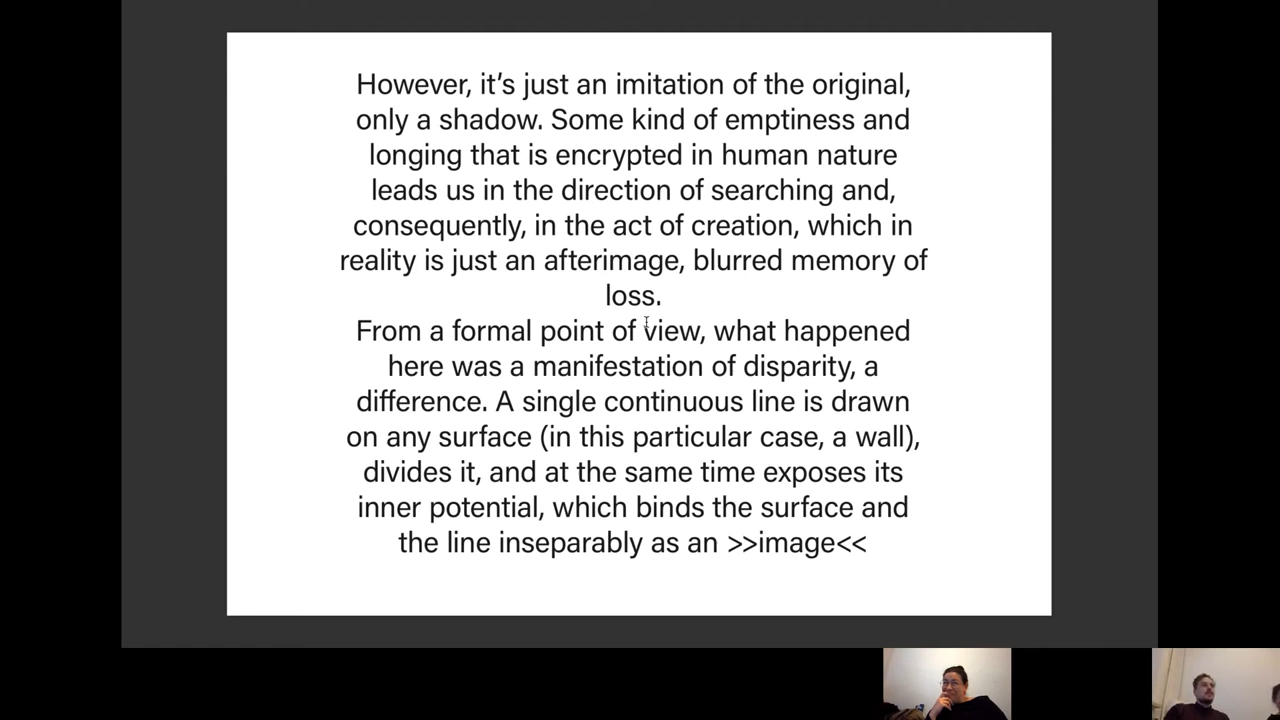 However, it's just an imitation of the original,
only a shadow. Some kind of emptiness and
longing that is encrypted in human nature
leads us in the direction of searching and,
consequently, in the act of creation, which in
reality is just an afterimage, blurred memory of
loss.
From a formal point of view, what happened
here was a manifestation of disparity, a
difference. A single continuous line is drawn
on any surface (in this particular case, a wall),
divides it, and at the same time exposes its
inner potential, which binds the surface and
the line inseparably as an >>image<<